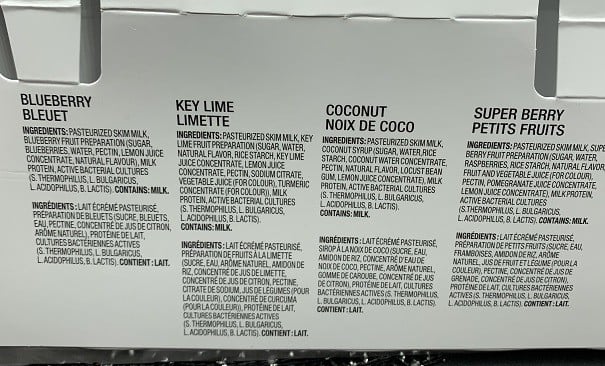 BLUEBERRY
BLEUET
INGREDIENTS: PASTEURIZED SKIM MILK,
BLUEBERRY FRUIT PREPARATION (SUGAR,
BLUEBERRIES, WATER, PECTIN, LEMON JUICE
CONCENTRATE, NATURAL FLAVOUR), MILK
PROTEIN, ACTIVE BACTERIAL CULTURES
(S. THERMOPHILUS, L. BULGARICUS,
L. ACIDOPHILUS, B. LACTIS). CONTAINS: MILK.
INGRÉDIENTS : LAIT ÉCRÉMÉ PASTEURISÉ,
PRÉPARATION DE BLEUETS (SUCRE, BLEUETS,
EAU, PECTINE, CONCENTRÉ DE JUS DE CITRON,
ARÔME NATUREL), PROTÉINE DE LAIT,
CULTURES BACTÉRIENNES ACTIVES
(S. THERMOPHILUS, L. BULGARICUS,
L. ACIDOPHILUS, B. LACTIS). CONTIENT : LAIT.
KEY LIME
LIMETTE
INGREDIENTS: PASTEURIZED SKIM MILK, KEY
LIME FRUIT PREPARATION (SUGAR, WATER,
NATURAL FLAVOUR, RICE STARCH, KEY LIME
JUICE CONCENTRATE, LEMON JUICE
CONCENTRATE, PECTIN, SODIUM CITRATE,
VEGETABLE JUICE (FOR COLOUR), TURMERIC
CONCENTRATE (FOR COLOUR)), MILK
PROTEIN, ACTIVE BACTERIAL CULTURES
(S. THERMOPHILUS, L. BULGARICUS,
L. ACIDOPHILUS, B. LACTIS).
CONTAINS: MILK.
INGRÉDIENTS : LAIT ÉCRÉMÉ PASTEURISÉ,
PRÉPARATION DE FRUITS À LA LIMETTE
(SUCRE, EAU, ARÔME NATUREL, AMIDON DE
RIZ, CONCENTRÉ DE JUS DE LIMETTE,
CONCENTRÉ DE JUS DE CITRON, PECTINE,
CITRATE DE SODIUM, JUS DE LÉGUMES (POUR
LA COULEUR), CONCENTRÉ DE CURCUMA
(POUR LA COULEUR)), PROTÉINE DE LAIT,
CULTURES BACTÉRIENNES ACTIVES
(S. THERMOPHILUS, L. BULGARICUS,
L. ACIDOPHILUS, B. LACTIS). CONTIENT : LAIT.
COCONUT
NOIX DE COCO
INGREDIENTS: PASTEURIZED SKIM MILK,
COCONUT SYRUP (SUGAR, WATER, RICE
STARCH, COCONUT WATER CONCENTRATE,
PECTIN, NATURAL FLAVOUR, LOCUST BEAN
GUM, LEMON JUICE CONCENTRATE), MILK
PROTEIN, ACTIVE BACTERIAL CULTURES
(S. THERMOPHILUS, L. BULGARICUS,
L. ACIDOPHILUS, B. LACTIS).
CONTAINS: MILK.
INGRÉDIENTS : LAIT ÉCRÉMÉ PASTEURISÉ,
SIROP À LA NOIX DE COCO (SUCRE, EAU,
AMIDON DE RIZ, CONCENTRÉ D'EAU DE
NOIX DE COCO, PECTINE, ARÔME NATUREL,
GOMME DE CAROUBE, CONCENTRÉ DE JUS DE
CITRON), PROTÉINE DE LAIT, CULTURES
BACTÉRIENNES ACTIVES (S. THERMOPHILUS,
L. BULGARICUS, L. ACIDOPHILUS, B. LACTIS).
CONTIENT : LAIT.
SUPER BERRY
PETITS FRUITS
INGREDIENTS: PASTEURIZED SKIM MILK, SUPE
BERRY FRUIT PREPARATION (SUGAR, WATER,
RASPBERRIES, RICE STARCH, NATURAL FLAVOUR,
FRUIT AND VEGETABLE JUICE (FOR COLOUR),
PECTIN, POMEGRANATE JUICE CONCENTRATE,
LEMON JUICE CONCENTRATE), MILK PROTEIN,
ACTIVE BACTERIAL CULTURES
(S. THERMOPHILUS, L. BULGARICUS,
L. ACIDOPHILUS, B. LACTIS). CONTAINS: MILK.
INGRÉDIENTS : LAIT ÉCRÉMÉ PASTEURISÉ,
PRÉPARATION DE PETITS FRUITS (SUCRE, EAU,
FRAMBOISES, AMIDON DE RIZ, ARÔME
NATUREL, JUS DE FRUIT ET LÉGUME (POUR LA
COULEUR), PECTINE, CONCENTRÉ DE JUS DE
GRENADE, CONCENTRÉ DE JUS DE CITRON),
PROTÉINE DE LAIT, CULTURES BACTÉRIENNES
ACTIVES (S. THERMOPHILUS, L. BULGARICUS,
L. ACIDOPHILUS, B. LACTIS). CONTIENT : LAIT.